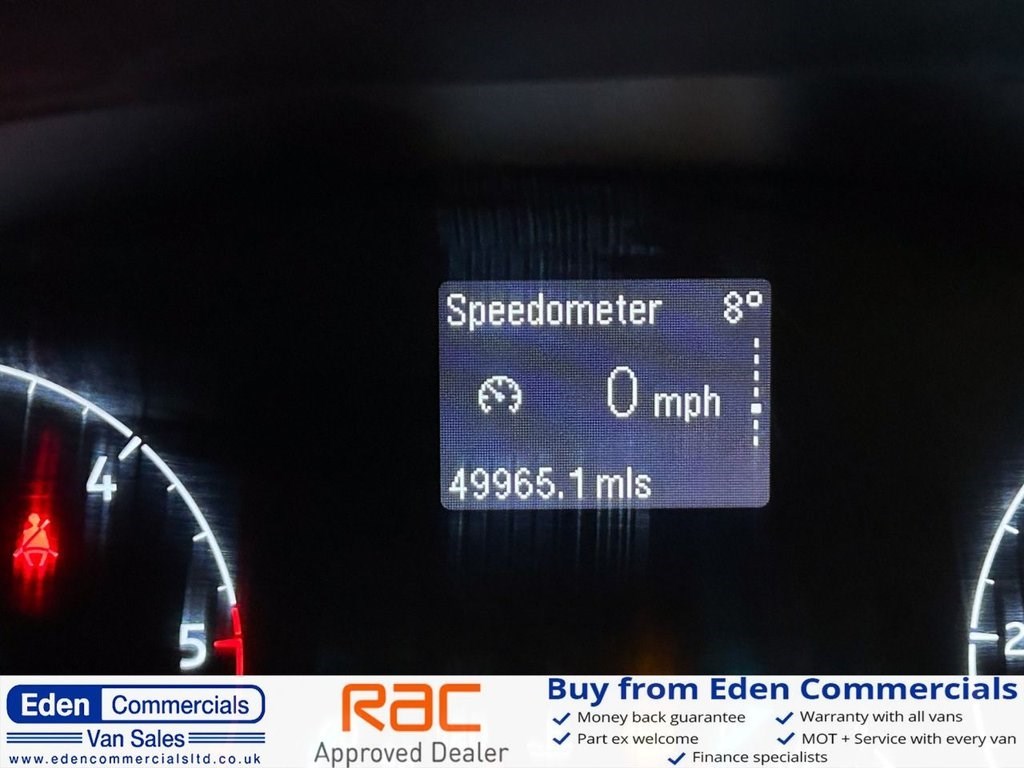 Speedometer 8°
0 mph
49965.1 mls
4
5
2
Eden Commercials
Van Sales
www.edencommercialsltd.co.uk
RAC
Approved Dealer
Buy from Eden Commercials
Money back guarantee
Warranty with all vans
Part ex welcome
MOT + Service with every van
Finance specialists